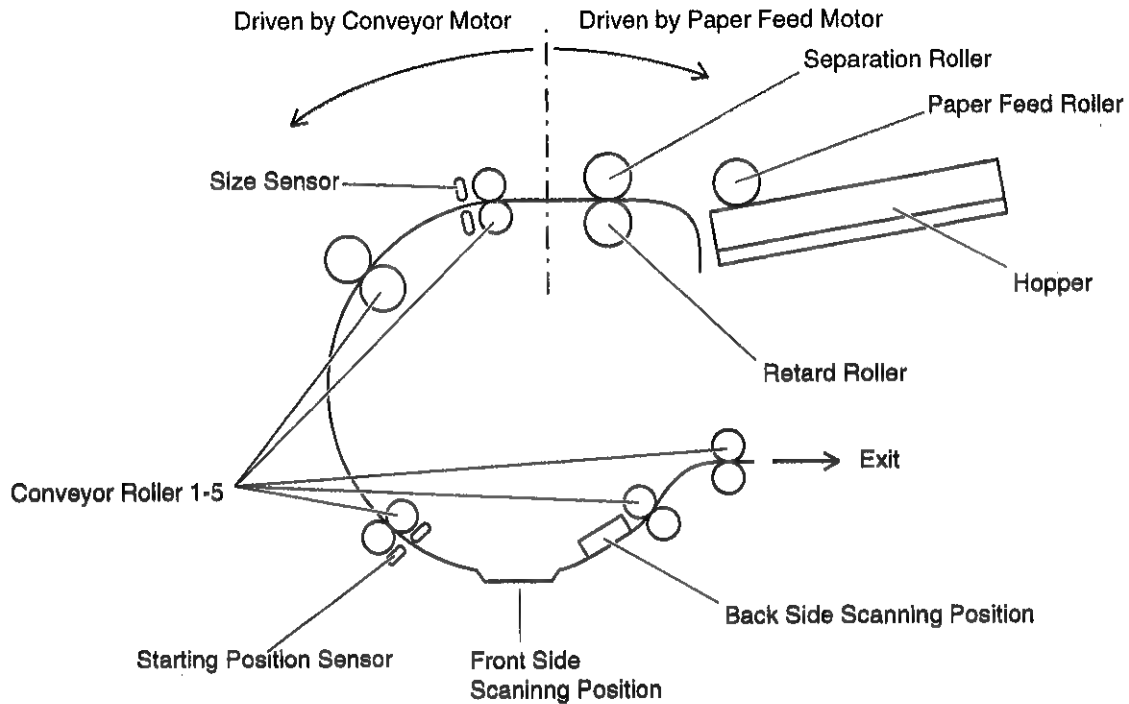 Driven by Conveyor Motor
Driven by Paper Feed Motor
Separation Roller
Paper Feed Roller
Size Sensor
Hopper
Retard Roller
Exit
Conveyor Roller 1-5
Back Side Scanning Position
Starting Position Sensor
Front Side
Scaninng Position